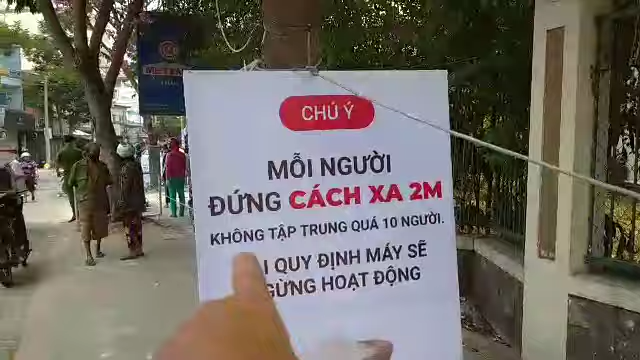 CHÚ Ý
MỖI NGƯỜI
ĐỨNG CÁCH XA 2M
KHÔNG TẬP TRUNG QUÁ 10 NGƯỜI.
QUY ĐỊNH MÁY SẼ
NGỪNG HOẠT ĐỘNG